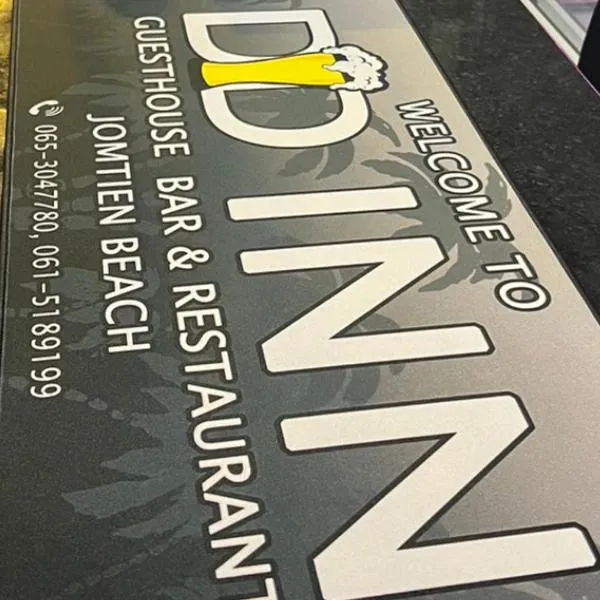 WELCOME TO
DD INN
GUESTHOUSE BAR & RESTAURANT
JOMTIEN BEACH
065-3047780, 061-5189199